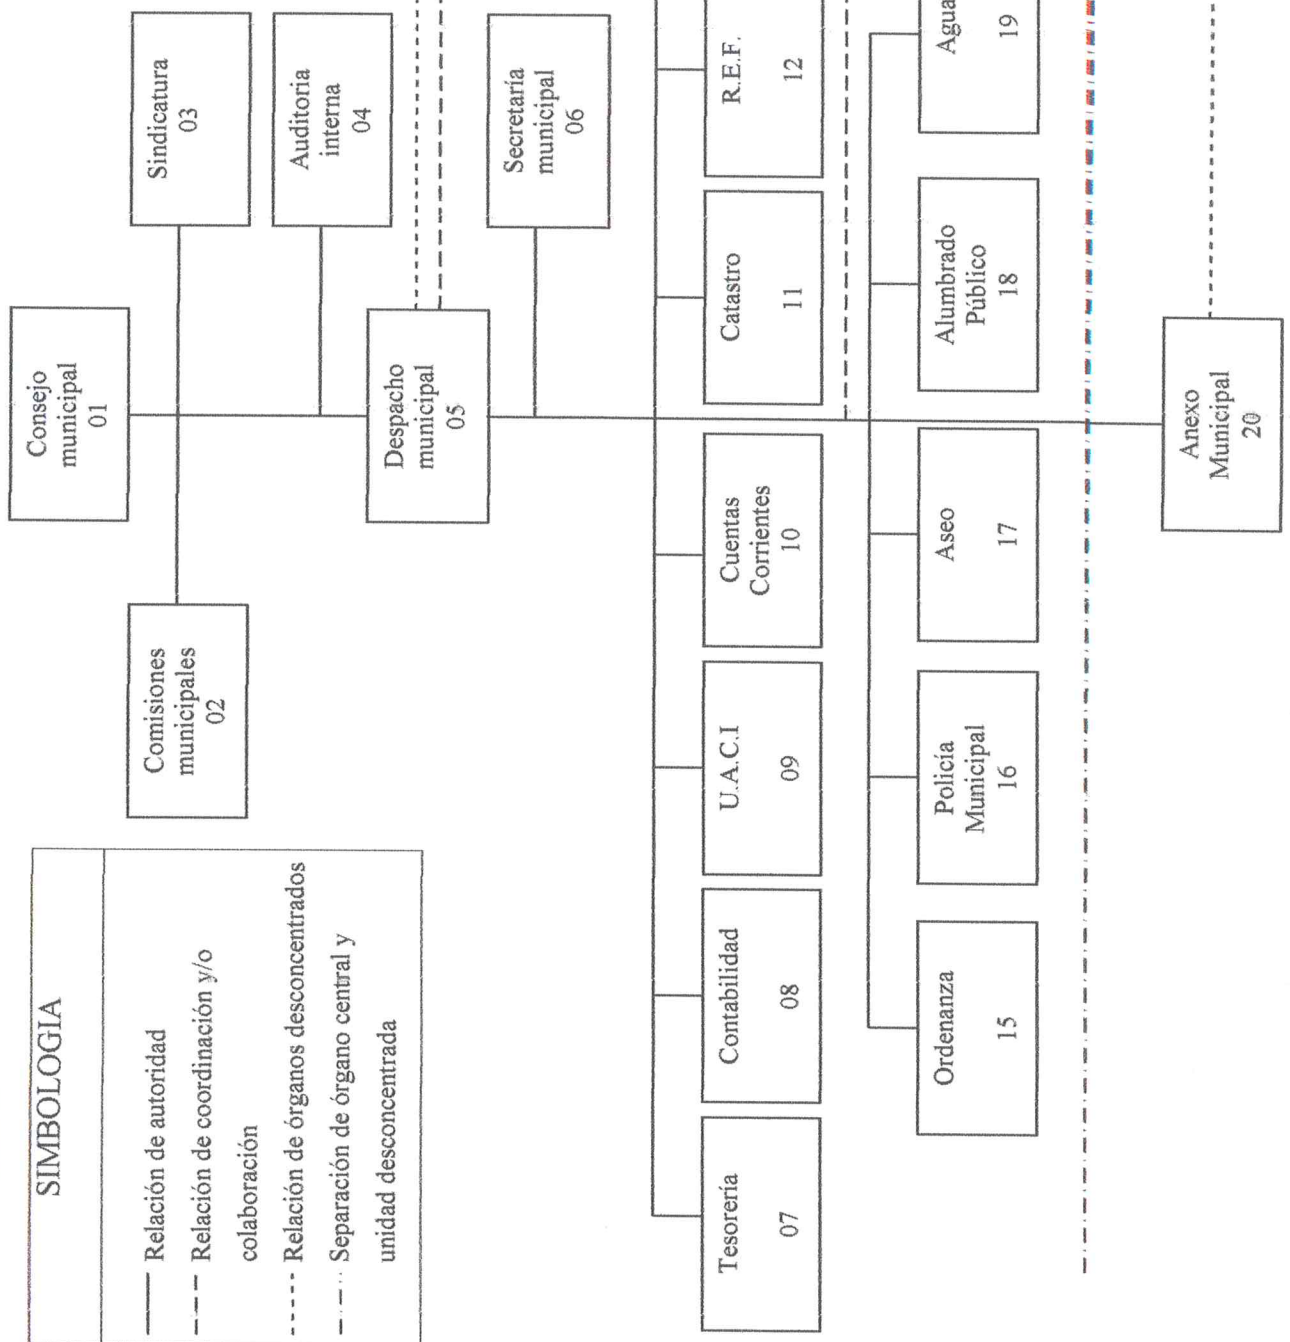 SIMBOLOGIA
Relación de autoridad
Relación de coordinación y/o
colaboración
Relación de órganos desconcentrados
Separación de órgano central y
unidad desconcentrada
Consejo
municipal
01
Comisiones
municipales
02
Sindicatura
03
Auditoria
interna
04
Despacho
municipal
05
Secretaría
municipal
06
Tesorería
07
Contabilidad
08
U.A.C.I
09
Cuentas
Corrientes
10
Catastro
11
R.E.F.
12
Ordenanza
15
Policía
Municipal
16
Aseo
17
Alumbrado
Público
18
Agua
19
Anexo
Municipal
20